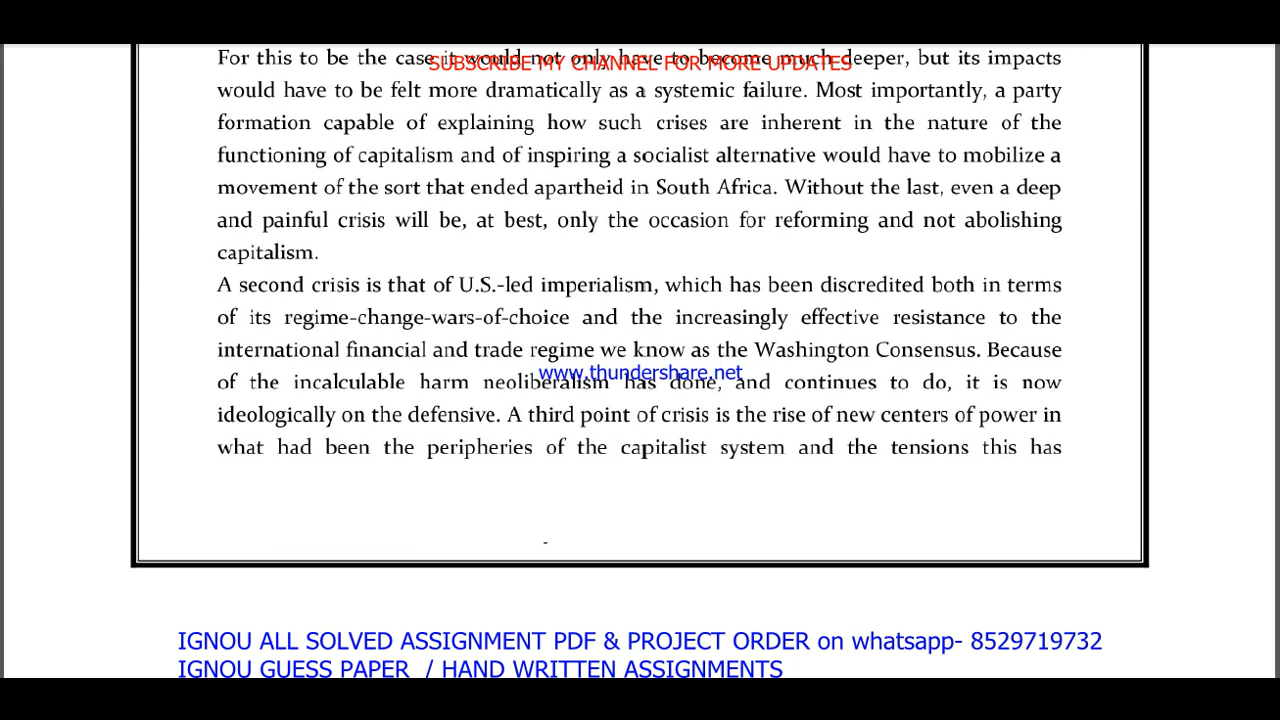 For this to be the case it would not only have to become much deeper, but its impacts
SUBSCRIBE MY CHANNEL FOR MORE UPDATES
would have to be felt more dramatically as a systemic failure. Most importantly, a party
formation capable of explaining how such crises are inherent in the nature of the
functioning of capitalism and of inspiring a socialist alternative would have to mobilize a
movement of the sort that ended apartheid in South Africa. Without the last, even a deep
and painful crisis will be, at best, only the occasion for reforming and not abolishing
capitalism.
A second crisis is that of U.S.-led imperialism, which has been discredited both in terms
of its regime-change-wars-of-choice and the increasingly effective resistance to the
international financial and trade regime we know as the Washington Consensus. Because
www.thundershare.net
of the incalculable harm neoliberalism has done, and continues to do, it is now
ideologically on the defensive. A third point of crisis is the rise of new centers of power in
what had been the peripheries of the capitalist system and the tensions this has
-
IGNOU ALL SOLVED ASSIGNMENT PDF & PROJECT ORDER on whatsapp- 8529719732
IGNOU GUESS PAPER / HAND WRITTEN ASSIGNMENTS